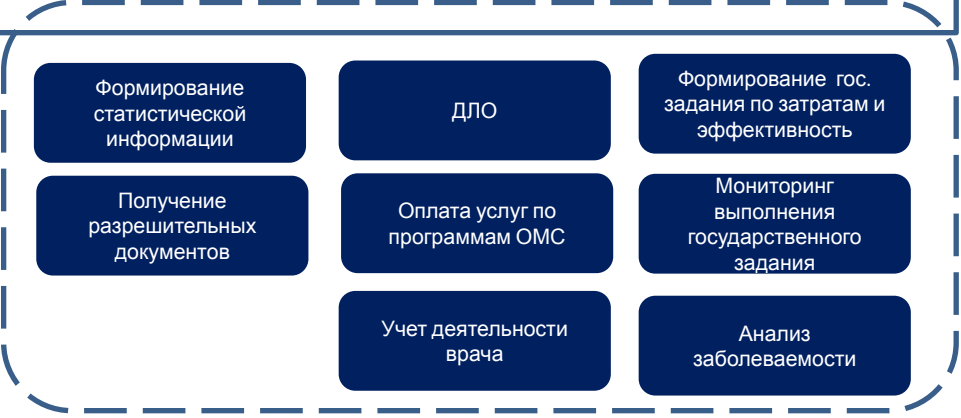 Формирование
статистической
информации
ДЛО
Формирование гос.
задания по затратам и
эффективность
Получение
разрешительных
документов
Оплата услуг по
программам ОМС
Мониторинг
выполнения
государственного
задания
Учет деятельности
врача
Анализ
заболеваемости